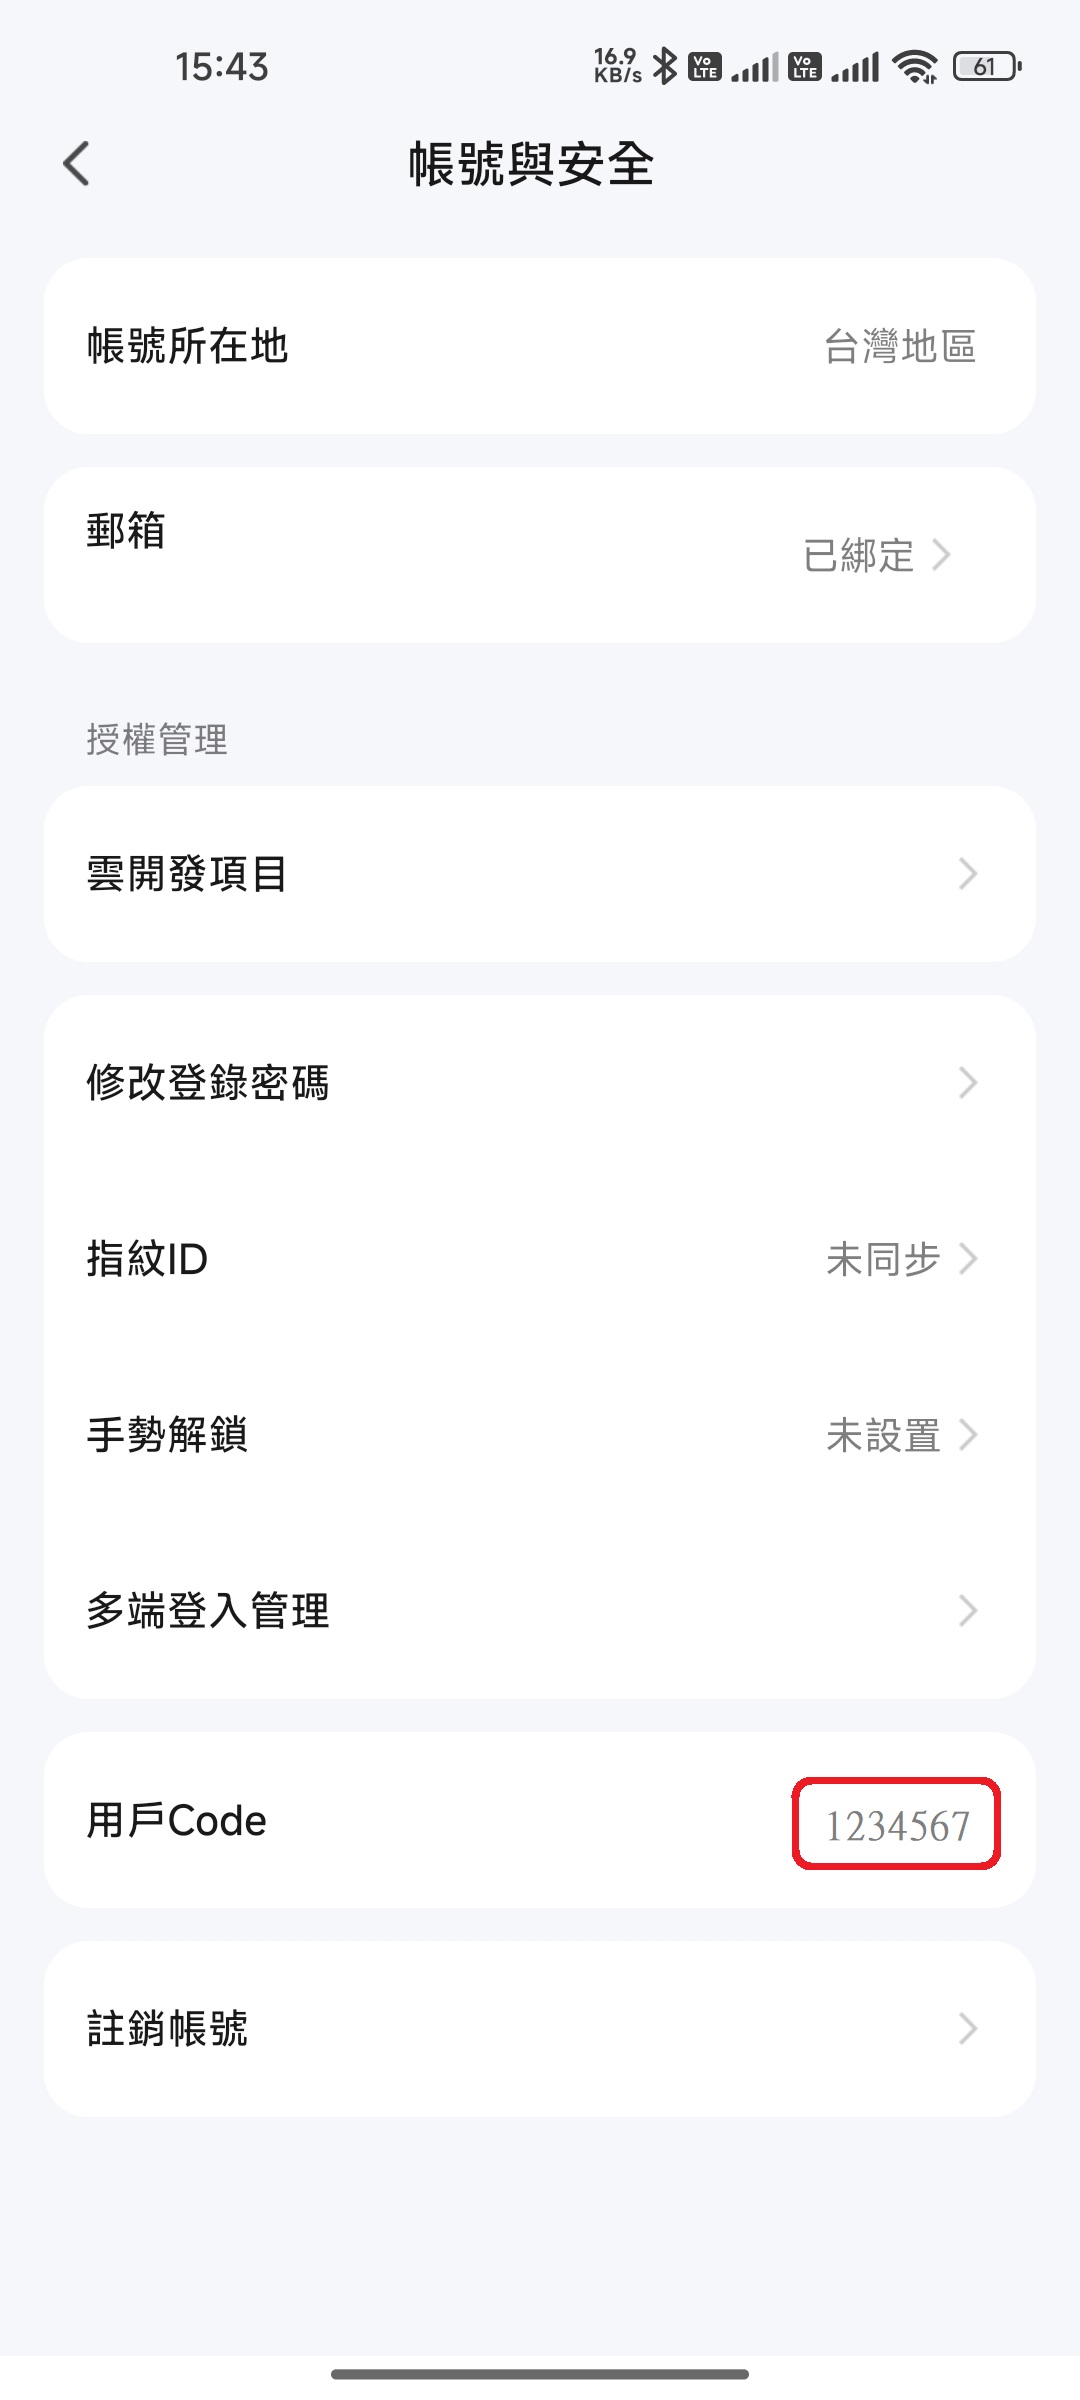 15:43 16.9 KB/s Vo LTE Vo LTE 61
帳號與安全
帳號所在地 台灣地區
郵箱 已綁定
授權管理
雲開發項目
修改登錄密碼
指紋ID 未同步
手勢解鎖 未設置
多端登入管理
用戶Code 1234567
註銷帳號